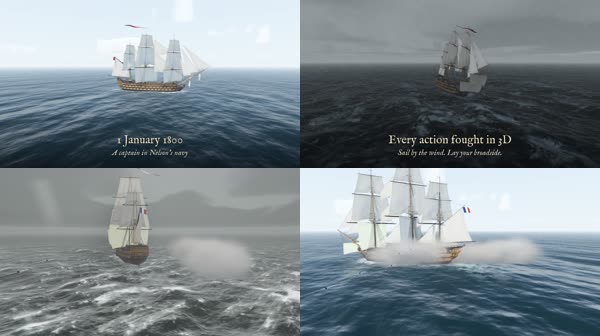 1 January 1800
A captain in Nelson's navy
Every action fought in 3D
Sail by the wind. Lay your broadside.